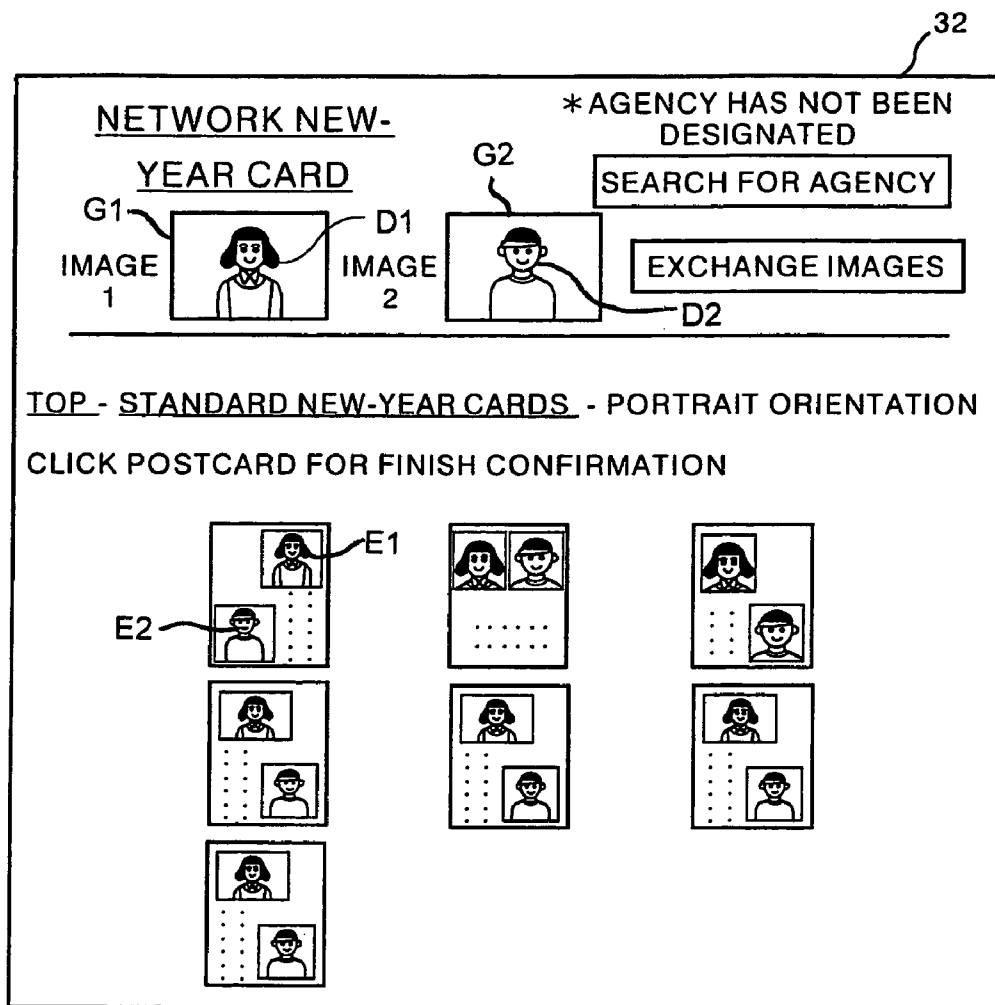 32
NETWORK NEW-
YEAR CARD
*AGENCY HAS NOT BEEN
DESIGNATED
SEARCH FOR AGENCY
G1
D1
G2
IMAGE
1
IMAGE
2
D2
EXCHANGE IMAGES
TOP - STANDARD NEW-YEAR CARDS - PORTRAIT ORIENTATION
CLICK POSTCARD FOR FINISH CONFIRMATION
E1
E2